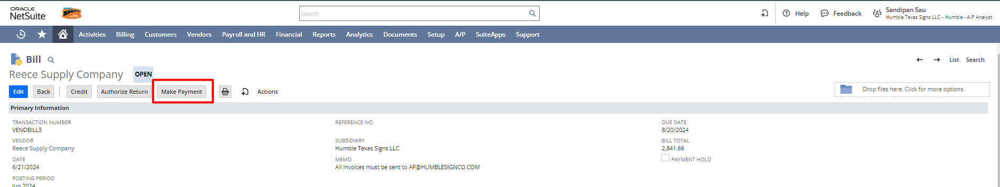 ORACLE
NetSuite
SIGNCO
Search
Help
Feedback
Sandipan Sau
Humble Texas Signs LLC - Humble - A/P Analyst
Activities Billing Customers Vendors Payroll and HR Financial Reports Analytics Documents Setup A/P SuiteApps Support
Bill
List Search
Reece Supply Company OPEN
Edit Back Credit Authorize Return Make Payment Actions
Drop files here. Click for more options.
Primary Information
TRANSACTION NUMBER
VENDBILL3
VENDOR
Reece Supply Company
DATE
6/21/2024
POSTING PERIOD
Jun 2024
REFERENCE NO.
SUBSIDIARY
Humble Texas Signs LLC
MEMO
All invoices must be sent to AP@HUMBLESIGNCO.COM
DUE DATE
8/20/2024
BILL TOTAL
2,841.66
PAYMENT HOLD